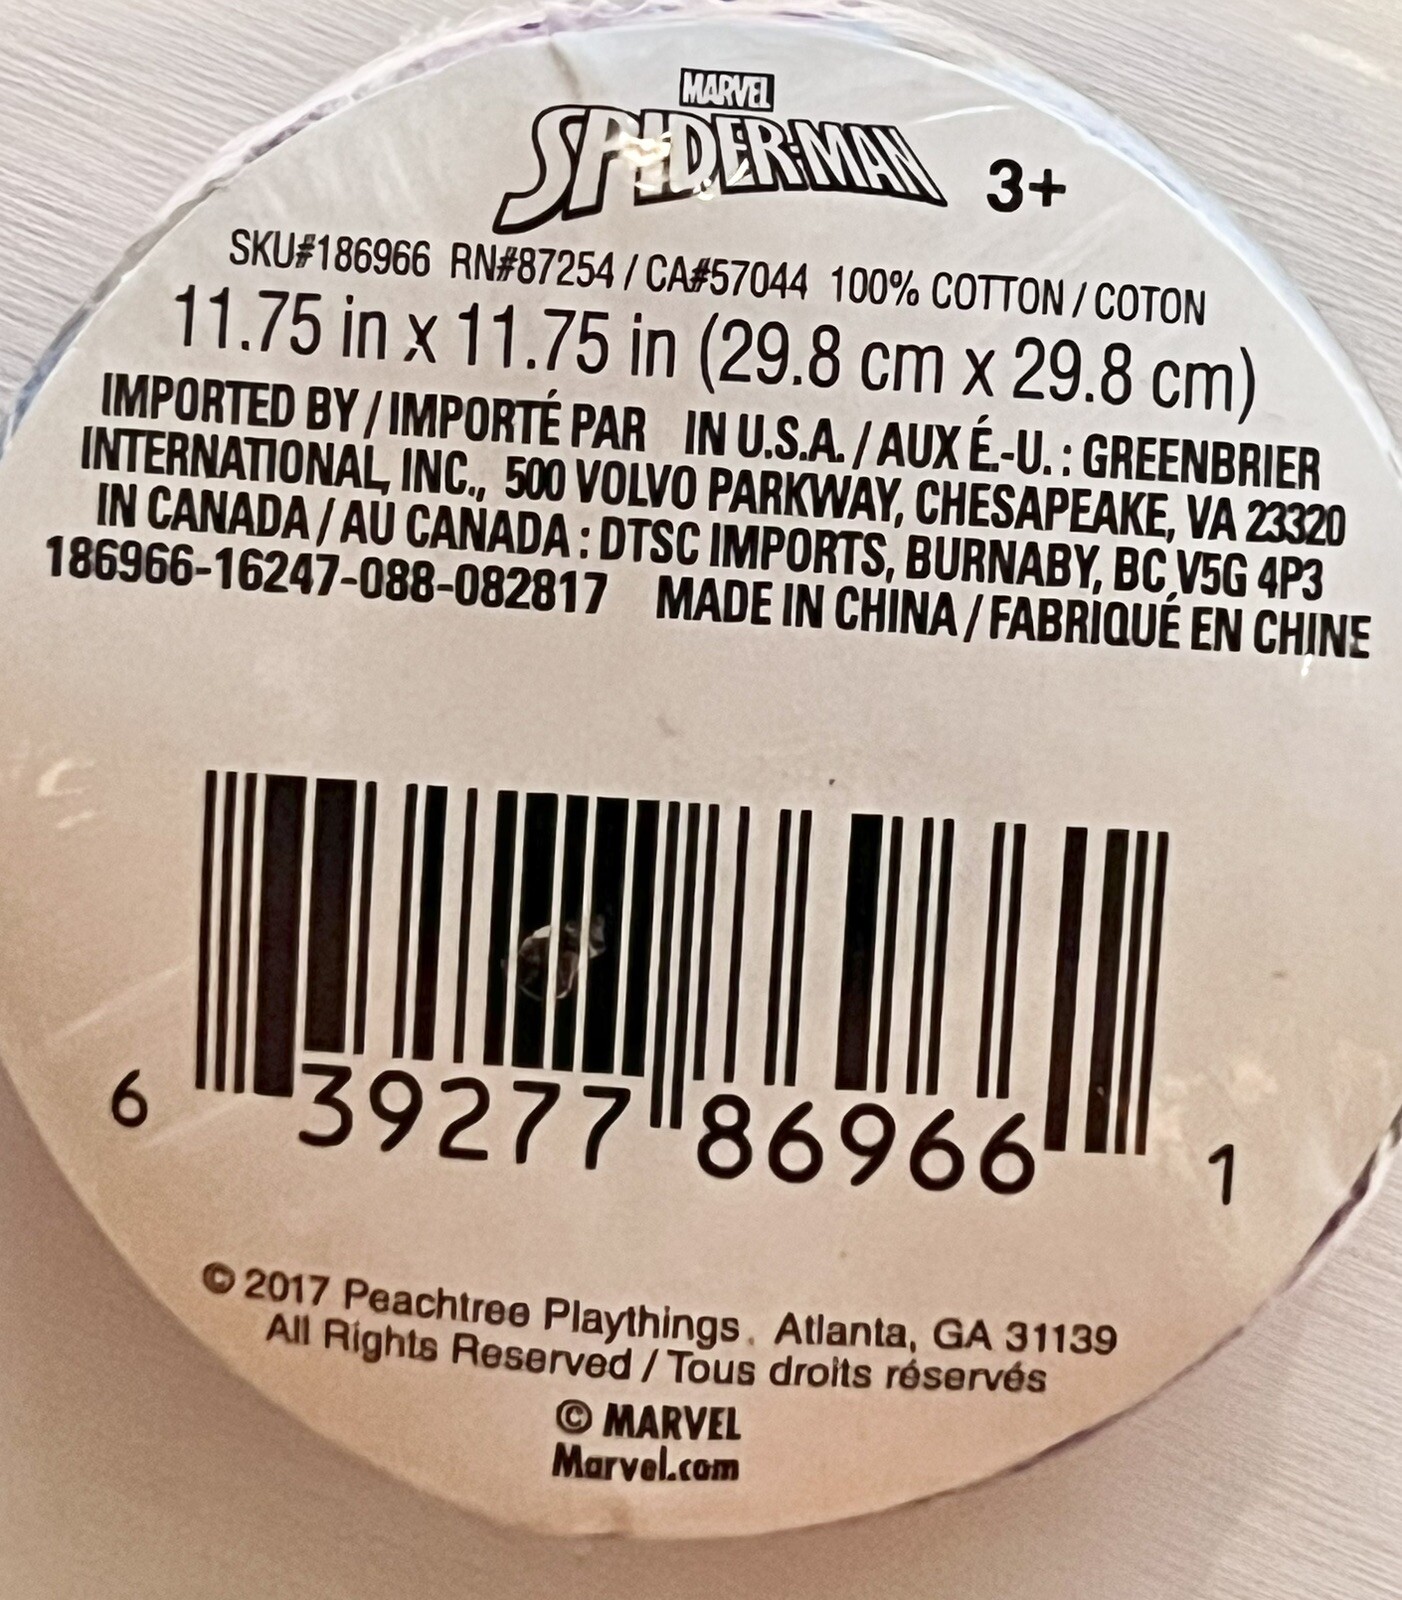 MARVEL
SPIDER-MAN 3+
SKU#186966 RN#87254 / CA#57044 100% COTTON / COTON
11.75 in x 11.75 in (29.8 cm x 29.8 cm)
IMPORTED BY / IMPORTÉ PAR IN U.S.A. / AUX É.-U. : GREENBRIER
INTERNATIONAL, INC., 500 VOLVO PARKWAY, CHESAPEAKE, VA 23320
IN CANADA / AU CANADA : DTSC IMPORTS, BURNABY, BC V5G 4P3
186966-16247-088-082817 MADE IN CHINA / FABRIQUÉ EN CHINE
6 39277 86966 1
© 2017 Peachtree Playthings, Atlanta, GA 31139
All Rights Reserved / Tous droits réservés
© MARVEL
Marvel.com